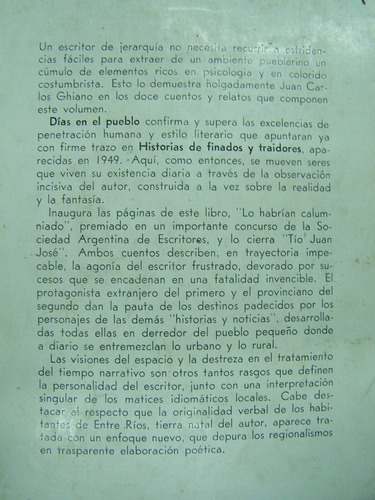 Un escritor de jerarquía no necesita recurrir a estriden-
cias fáciles para extraer de un ambiente pueblerino un
cúmulo de elementos ricos en psicología y en colorido
costumbrista. Esto lo demuestra holgadamente Juan Car-
los Ghiano en los doce cuentos y relatos que componen
este volumen.
Días en el pueblo confirma y supera las excelencias de
penetración humana y estilo literario que apuntaran ya
con firme trazo en Historias de finados y traidores, apa-
recidas en 1949. Aquí, como entonces, se mueven seres
que viven su existencia diaria a través de la observación
incisiva del autor, construida a la vez sobre la realidad
y la fantasía.
Inaugura las páginas de este libro, "Lo habrían calum-
niado", premiado en un importante concurso de la So-
ciedad Argentina de Escritores, y lo cierra "Tío Juan
José". Ambos cuentos describen, en trayectoria impe-
cable, la agonía del escritor frustrado, devorado por su-
cesos que se encadenan en una fatalidad invencible. El
protagonista extranjero del primero y el provinciano del
segundo dan la pauta de los destinos padecidos por los
personajes de las demás "historias y noticias", desarrolla-
das todas ellas en derredor del pueblo pequeño donde
a diario se entremezclan lo urbano y lo rural.
Las visiones del espacio y la destreza en el tratamiento
del tiempo narrativo son otros tantos rasgos que definen
la personalidad del escritor, junto con una interpretación
singular de los matices idiomáticos locales. Cabe des-
tacar al respecto que la originalidad verbal de los habi-
tantes de Entre Ríos, tierra natal del autor, aparece tra-
tada con un enfoque nuevo, que depura los regionalismos
en trasparente elaboración poética.